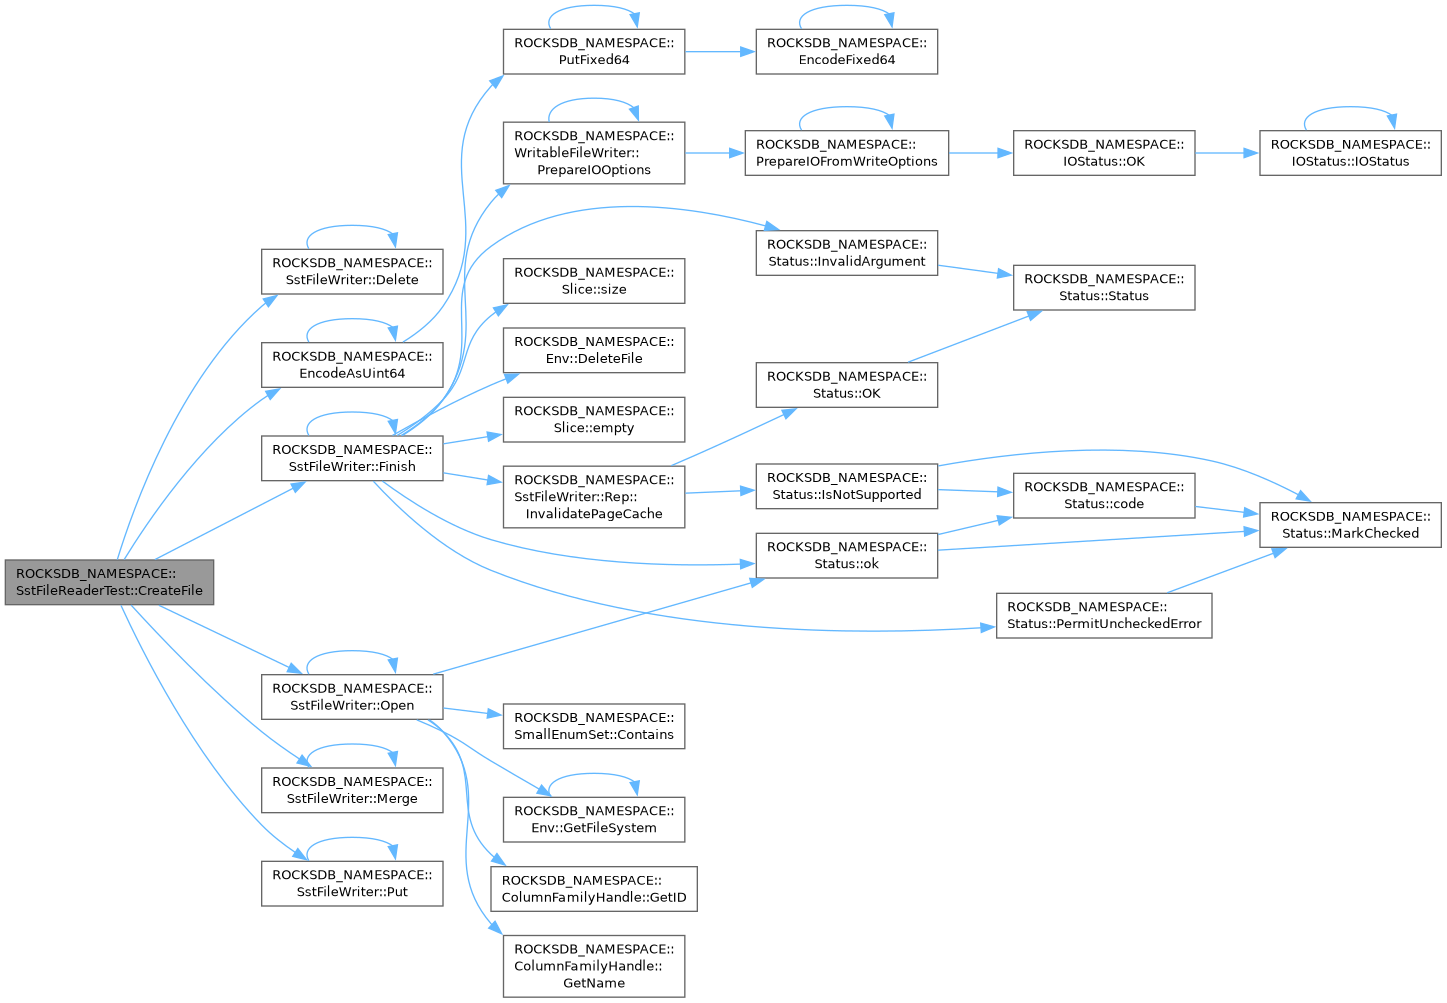 ROCKSDB_NAMESPACE::
SstFileReaderTest::CreateFile
ROCKSDB_NAMESPACE::
SstFileWriter::Delete
ROCKSDB_NAMESPACE::
EncodeAsUint64
ROCKSDB_NAMESPACE::
SstFileWriter::Finish
ROCKSDB_NAMESPACE::
SstFileWriter::Open
ROCKSDB_NAMESPACE::
SstFileWriter::Merge
ROCKSDB_NAMESPACE::
SstFileWriter::Put
ROCKSDB_NAMESPACE::
PutFixed64
ROCKSDB_NAMESPACE::
WritableFileWriter::
PrepareIOOptions
ROCKSDB_NAMESPACE::
Slice::size
ROCKSDB_NAMESPACE::
Env::DeleteFile
ROCKSDB_NAMESPACE::
Slice::empty
ROCKSDB_NAMESPACE::
SstFileWriter::Rep::
InvalidatePageCache
ROCKSDB_NAMESPACE::
SmallEnumSet::Contains
ROCKSDB_NAMESPACE::
Env::GetFileSystem
ROCKSDB_NAMESPACE::
ColumnFamilyHandle::GetID
ROCKSDB_NAMESPACE::
ColumnFamilyHandle::
GetName
ROCKSDB_NAMESPACE::
EncodeFixed64
ROCKSDB_NAMESPACE::
PrepareIOFromWriteOptions
ROCKSDB_NAMESPACE::
Status::InvalidArgument
ROCKSDB_NAMESPACE::
Status::OK
ROCKSDB_NAMESPACE::
Status::IsNotSupported
ROCKSDB_NAMESPACE::
Status::ok
ROCKSDB_NAMESPACE::
IOStatus::OK
ROCKSDB_NAMESPACE::
Status::Status
ROCKSDB_NAMESPACE::
Status::code
ROCKSDB_NAMESPACE::
Status::PermitUncheckedError
ROCKSDB_NAMESPACE::
IOStatus::IOStatus
ROCKSDB_NAMESPACE::
Status::MarkChecked